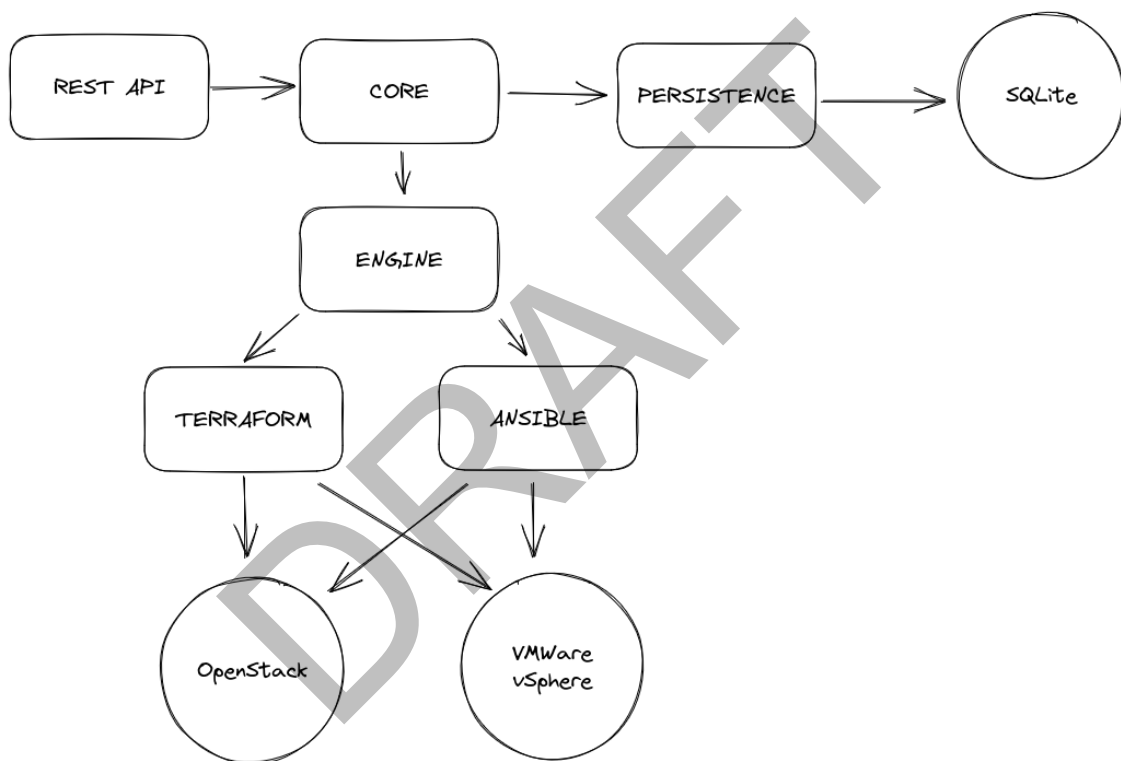 REST API
CORE
PERSISTENCE
SQLite
ENGINE
TERRAFORM
ANSIBLE
OpenStack
VMWare
vSphere
DRAFT